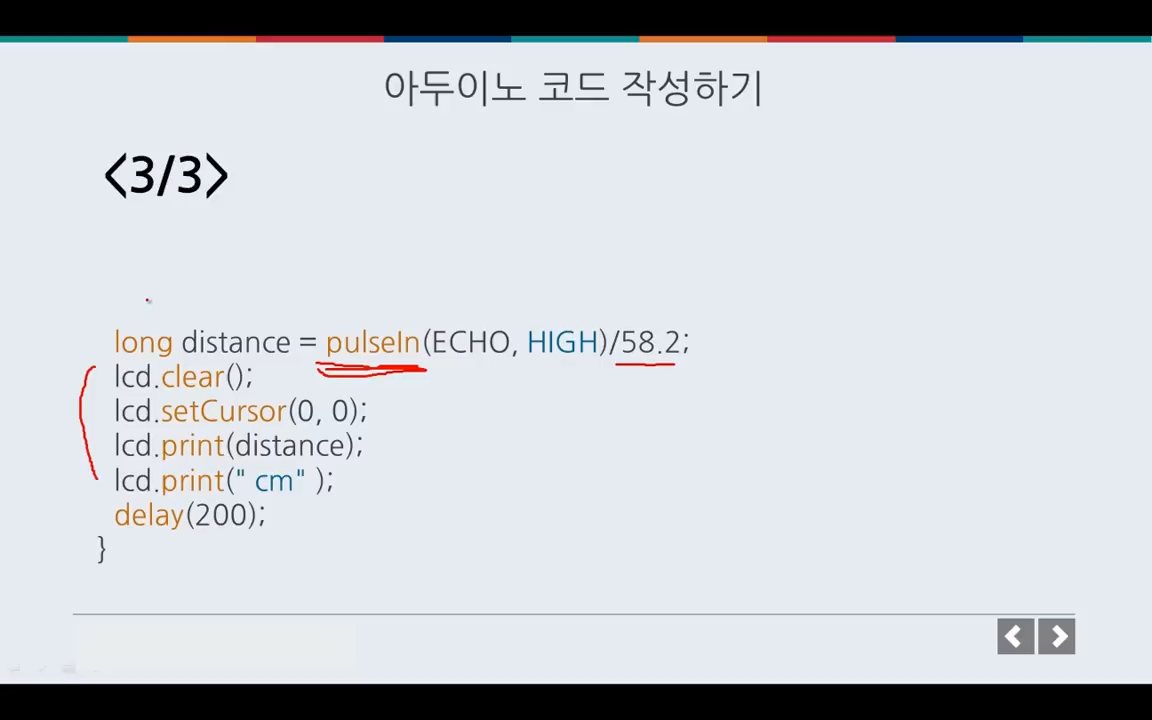 아두이노 코드 작성하기
<3/3>
long distance = pulseIn(ECHO, HIGH)/58.2;
lcd.clear();
lcd.setCursor(0, 0);
lcd.print(distance);
lcd.print(" cm" );
delay(200);
}